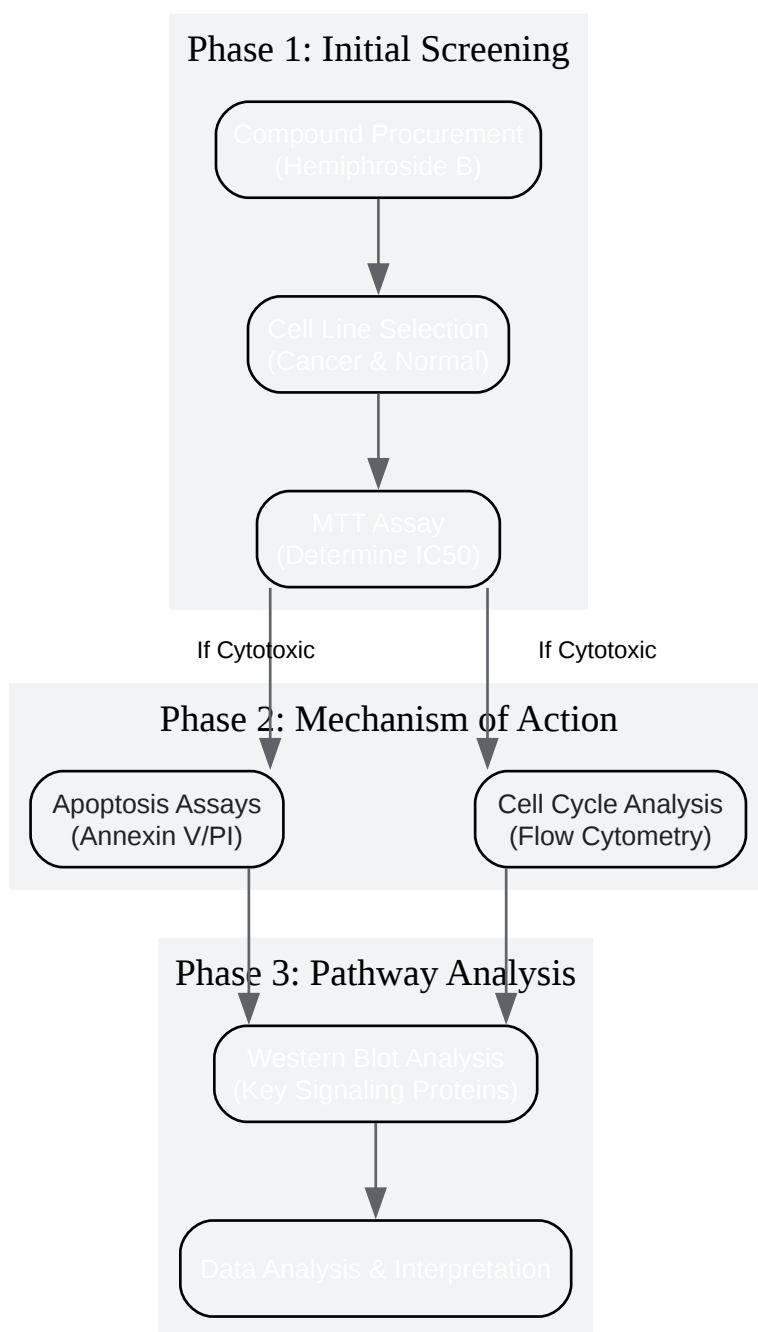 Phase 1: Initial Screening
Compound Procurement
(Hemiphroside B)
Cell Line Selection
(Cancer & Normal)
MTT Assay
(Determine IC50)
If Cytotoxic
If Cytotoxic
Phase 2: Mechanism of Action
Apoptosis Assays
(Annexin V/PI)
Cell Cycle Analysis
(Flow Cytometry)
Phase 3: Pathway Analysis
Western Blot Analysis
(Key Signaling Proteins)
Data Analysis & Interpretation